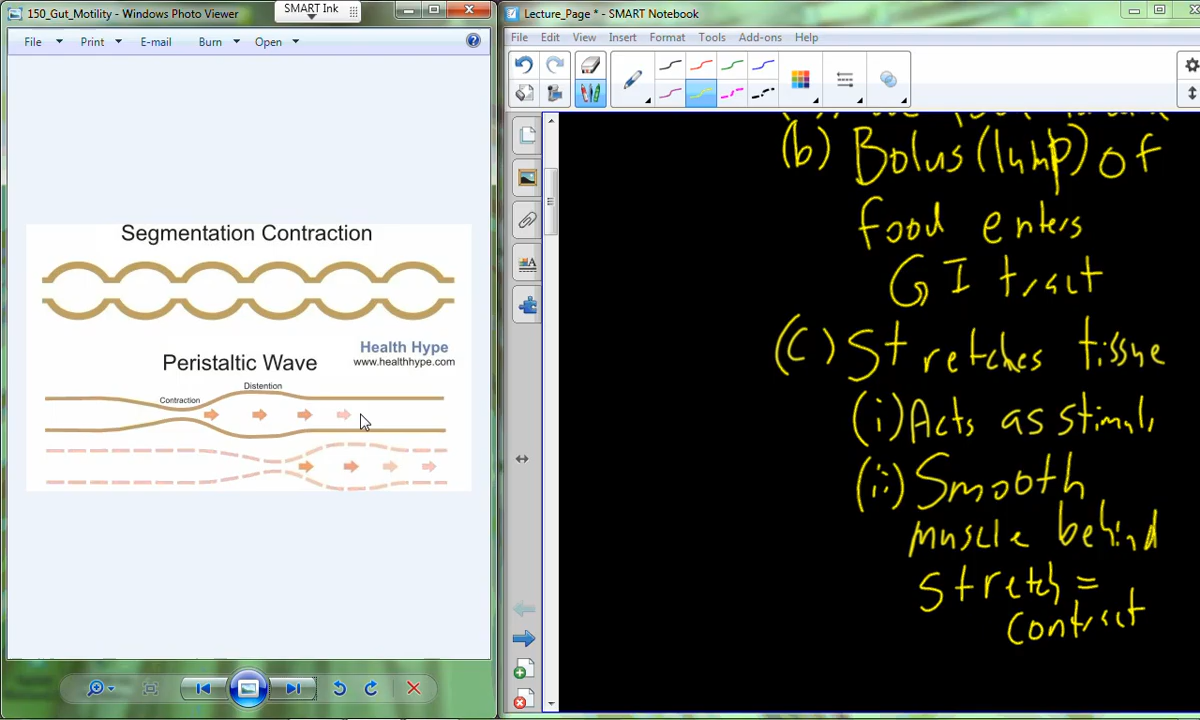 150_Gut_Motility - Windows Photo Viewer
SMART Ink
File Print E-mail Burn Open
Segmentation Contraction
Health Hype
www.healthhype.com
Peristaltic Wave
Distention
Contraction
Lecture_Page * - SMART Notebook
File Edit View Insert Format Tools Add-ons Help
(b) Bolus (lump) of
food enters
GI tract
(c) Stretches tissue
(i) Acts as stimuli
(ii) Smooth
muscle behind
stretch =
contract